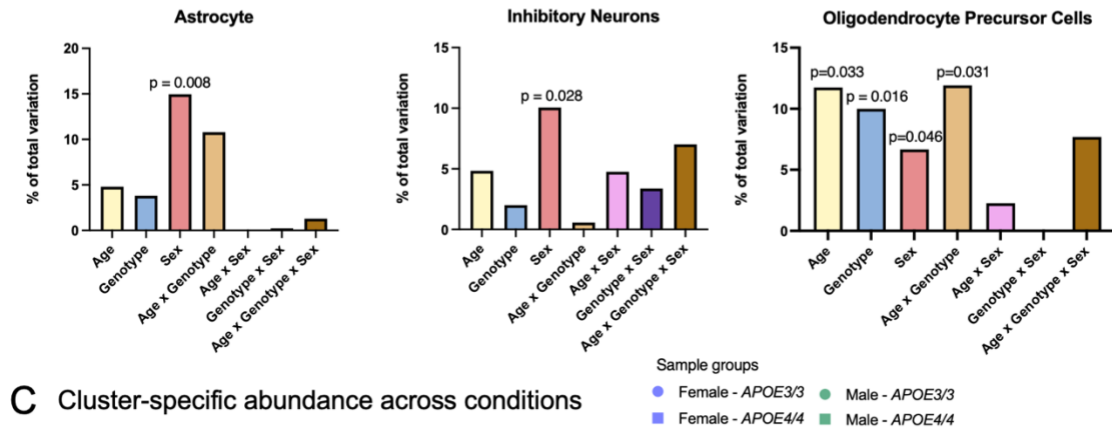 Astrocyte
% of total variation
20
15
10
5
0
p = 0.008
Age
Genotype
Sex
Age x Genotype
Age x Sex
Genotype x Sex
Age x Genotype x Sex
Inhibitory Neurons
% of total variation
15
10
5
0
p = 0.028
Age
Genotype
Sex
Age x Genotype
Age x Sex
Genotype x Sex
Age x Genotype x Sex
Oligodendrocyte Precursor Cells
% of total variation
15
10
5
0
p=0.033
p = 0.016
p=0.046
p=0.031
Age
Genotype
Sex
Age x Genotype
Age x Sex
Genotype x Sex
Age x Genotype x Sex
C Cluster-specific abundance across conditions
Sample groups
Female - APOE3/3
Male - APOE3/3
Female - APOE4/4
Male - APOE4/4